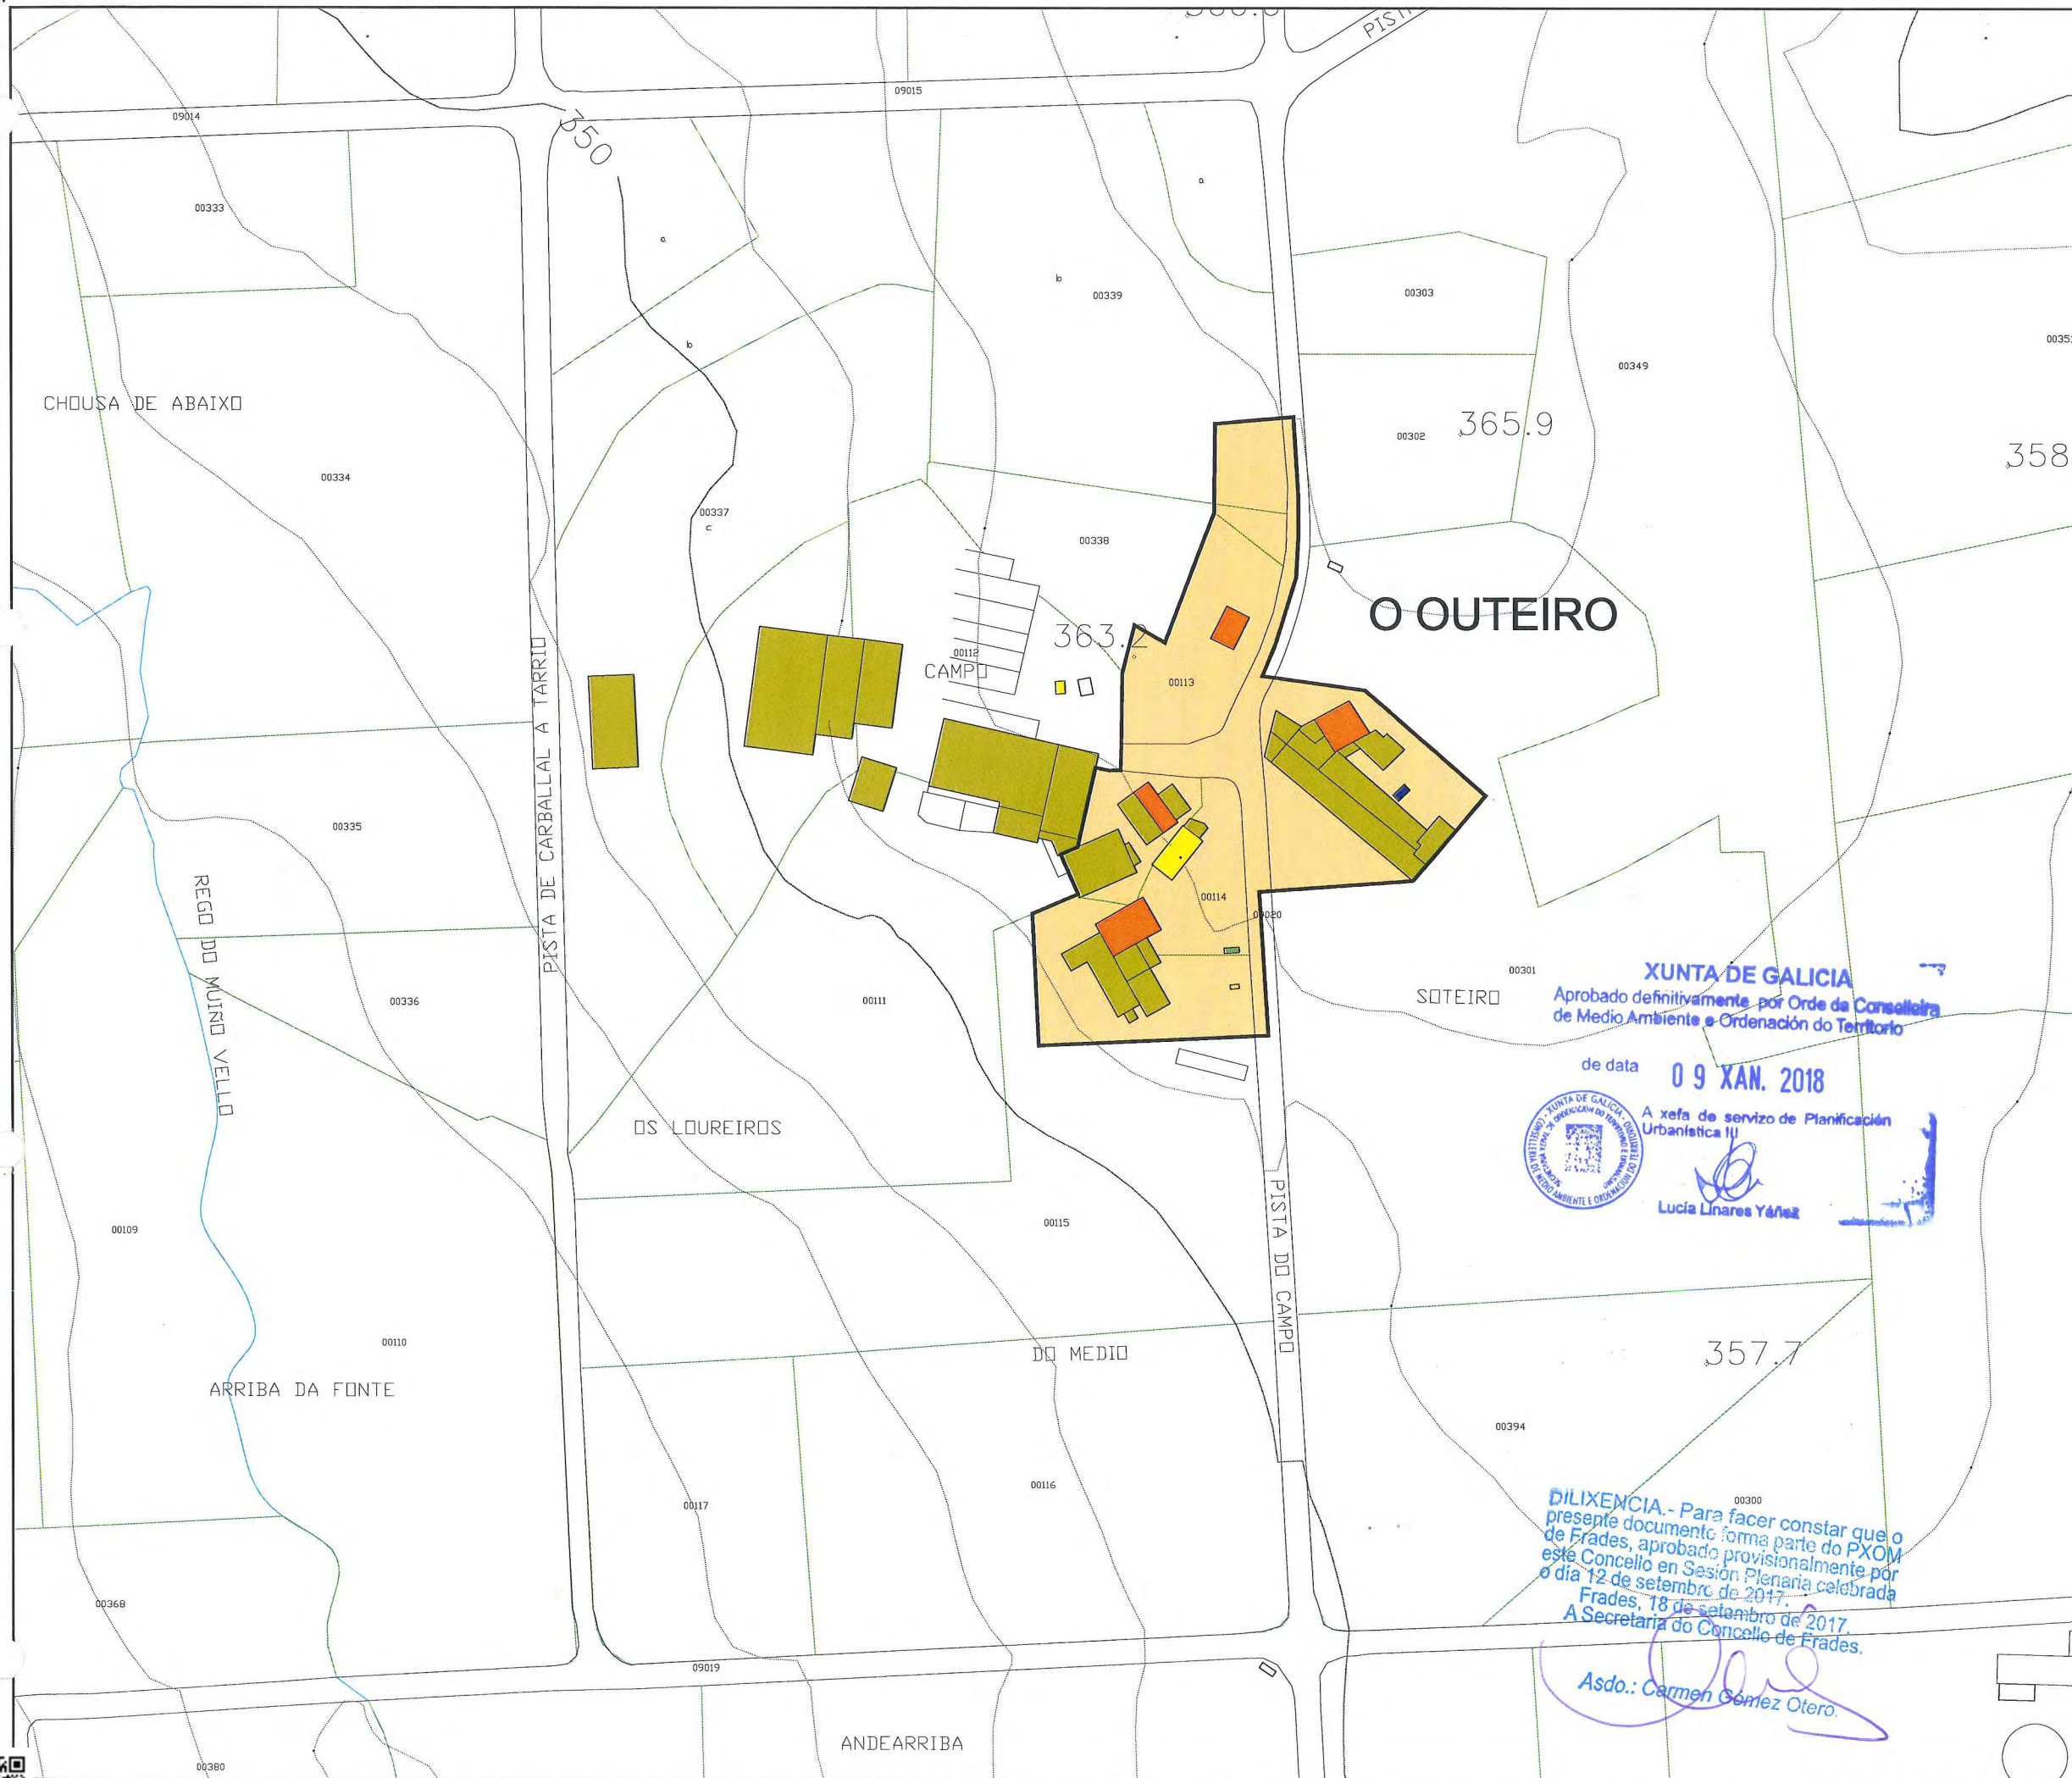 PIST
09015
09014
350
00333
a
a
b
00339
00303
b
00349
CHOUSA DE ABAIXO
365.9
00302
358
00334
00337
c
00338
O OUTEIRO
363.2
00112
CAMPO
00113
PISTA DE CARBALLAL A TARRIO
00335
REGO DO MUIÑO VELLO
00114
09020
00336
00111
00301
SOTEIRO
XUNTA DE GALICIA
Aprobado definitivamente por Orde da Conselleira
de Medio Ambiente e Ordenación do Territorio
de data 09 XAN. 2018
A xefa de servizo de Planificación
Urbanística III
Lucía Linares Yáñez
OS LOUREIROS
00109
00115
PISTA DO CAMPO
00110
DO MEDIO
357.7
ARRIBA DA FONTE
00394
00116
00117
00300
DILIXENCIA.- Para facer constar que o
presente documento forma parte do PXOM
de Frades, aprobado provisionalmente por
este Concello en Sesión Plenaria celebrada
o día 12 de setembro de 2017.
Frades, 18 de setembro de 2017.
A Secretaria do Concello de Frades.
Asdo.: Carmen Gómez Otero.
00368
09019
ANDEARRIBA
00380